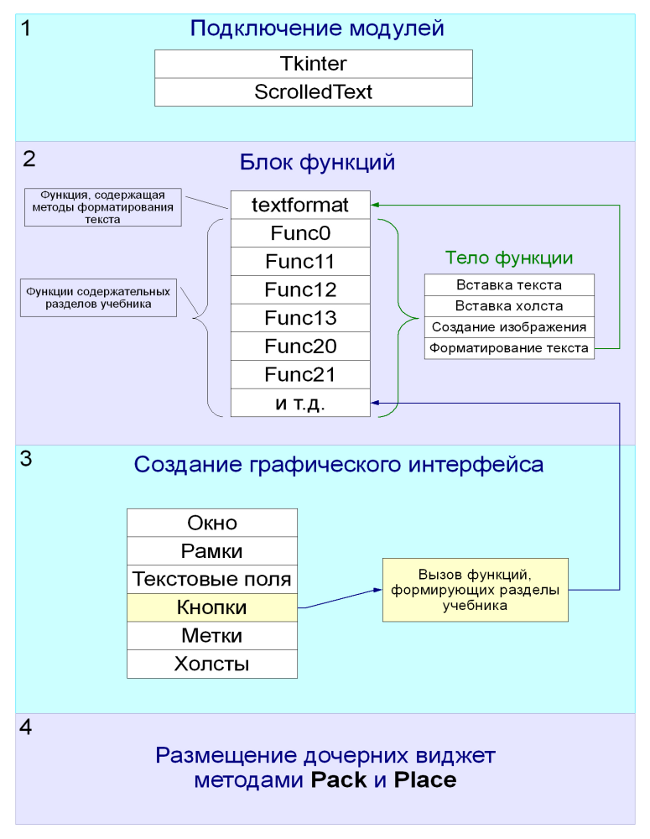 1
Подключение модулей
Tkinter
ScrolledText
2
Блок функций
Функция, содержащая
методы форматирования
текста
textformat
Func0
Func11
Func12
Func13
Func20
Func21
и т.д.
Функции содержательных
разделов учебника
Тело функции
Вставка текста
Вставка холста
Создание изображения
Форматирование текста
3
Создание графического интерфейса
Окно
Рамки
Текстовые поля
Кнопки
Метки
Холсты
Вызов функций,
формирующих разделы
учебника
4
Размещение дочерних виджет
методами Pack и Place